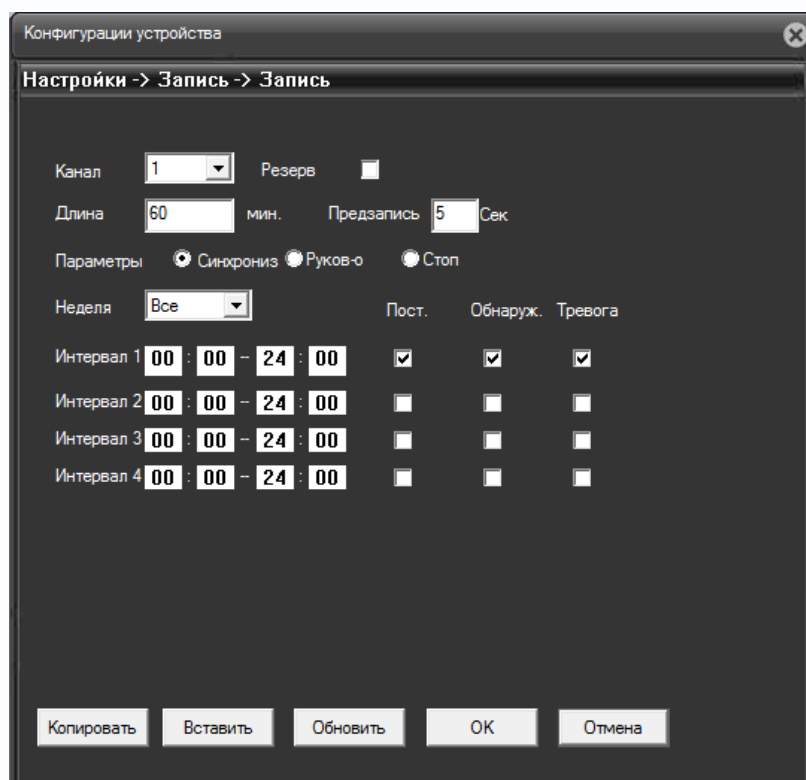 Конфигурации устройства
Настройки -> Запись -> Запись
Канал 1 Резерв
Длина 60 мин. Предзапись 5 Сек
Параметры Синхрониз Руков-о Стоп
Неделя Все Пост. Обнаруж. Тревога
Интервал 1 00 : 00 - 24 : 00
Интервал 2 00 : 00 - 24 : 00
Интервал 3 00 : 00 - 24 : 00
Интервал 4 00 : 00 - 24 : 00
Копировать Вставить Обновить OK Отмена